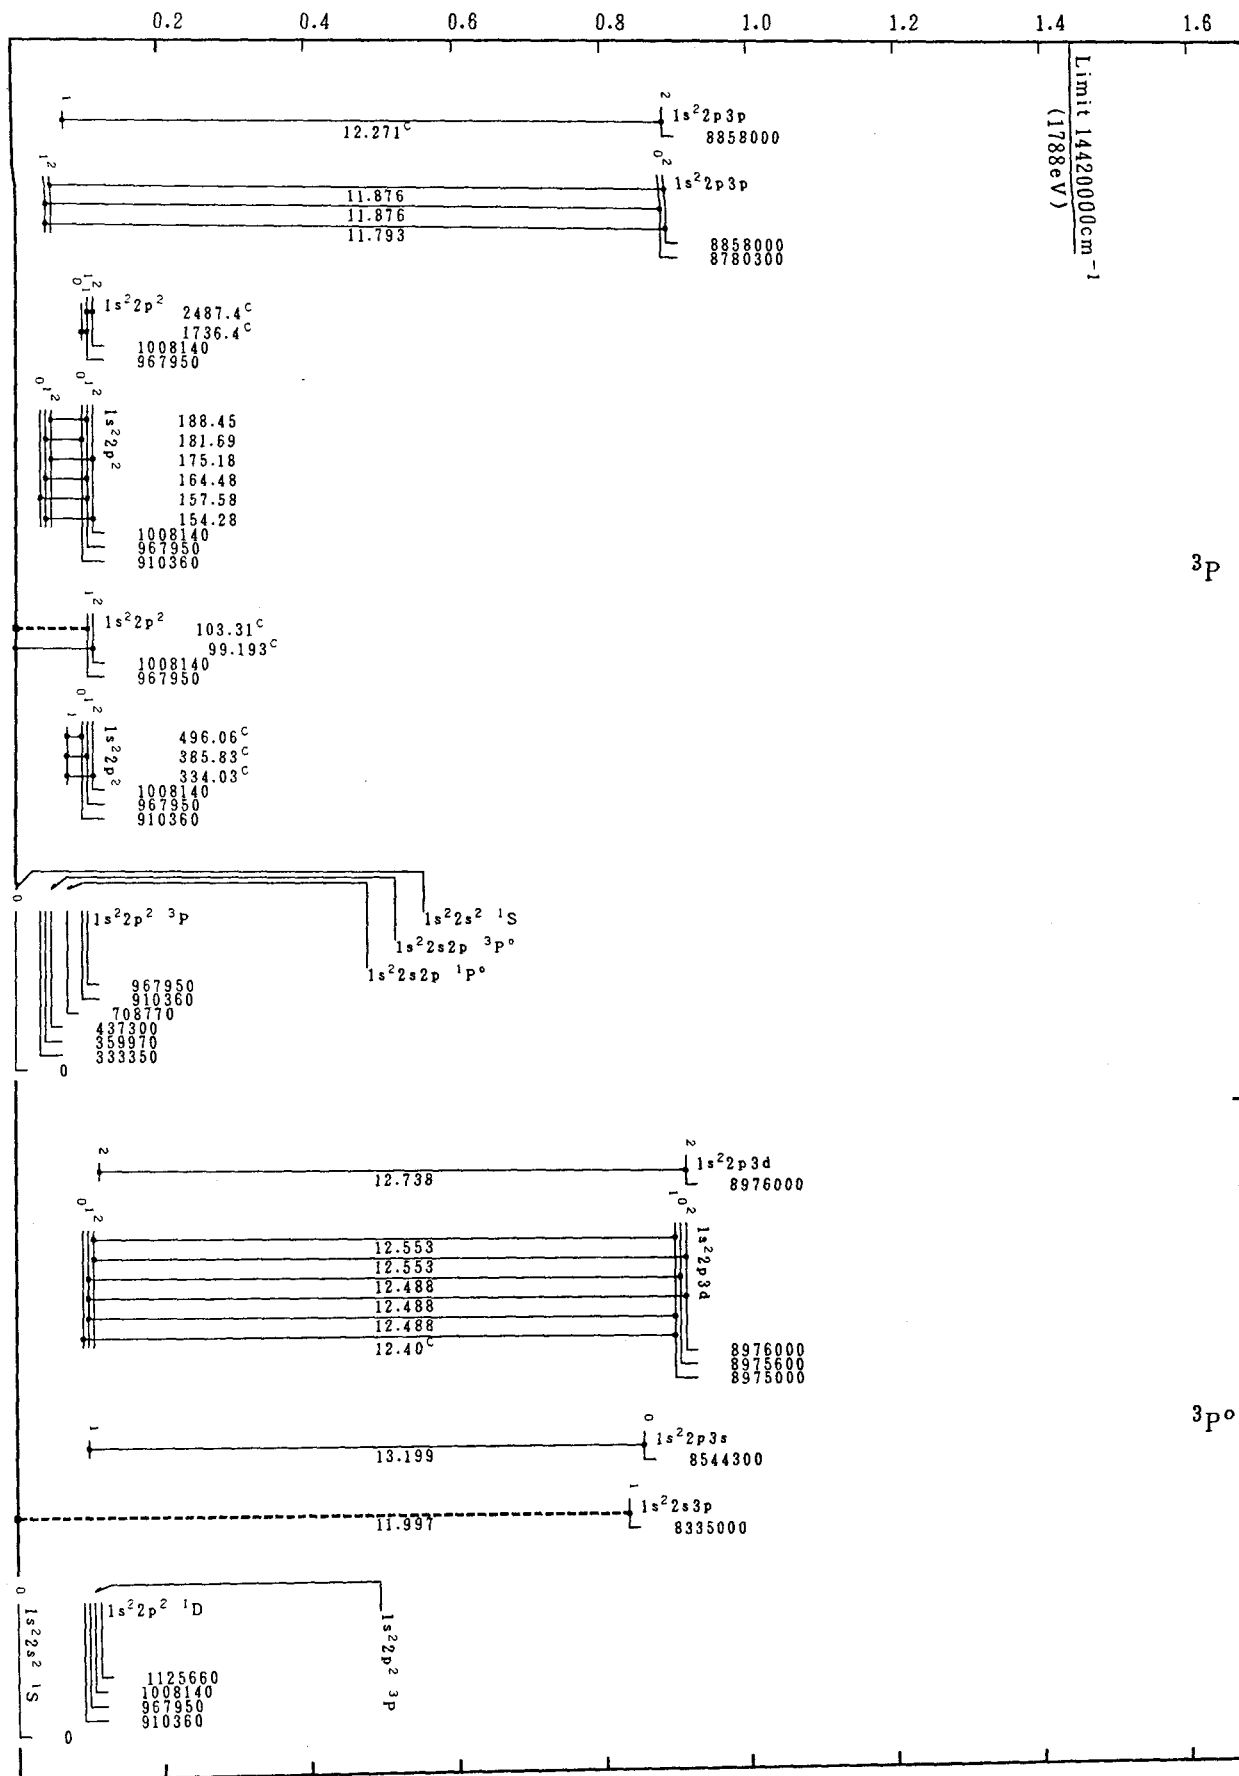 0.2 0.4 0.6 0.8 1.0 1.2 1.4 1.6
Limit 14420000cm⁻¹
(1788eV)
1 2 1s²2p3p
12.271ᶜ
8858000
1 2 0 2 1s²2p3p
11.876
11.876
11.793
8858000
8780300
0 1 2
1s²2p² 2487.4ᶜ
1736.4ᶜ
1008140
967950
0 1 2 0 1 2
1s²2p²
188.45
181.69
175.18
164.48
157.58
154.28
1008140
967950
910360
³P
1 2
1s²2p² 103.31ᶜ
99.193ᶜ
1008140
967950
1 0 1 2
1s²2p²
496.06ᶜ
385.83ᶜ
334.03ᶜ
1008140
967950
910360
0
1s²2p² ³P
1s²2s² ¹S
1s²2s2p ³P°
1s²2s2p ¹P°
967950
910360
708770
437300
359970
333350
0
2 2 1s²2p3d
12.738
8976000
0 1 2 1 0 2
1s²2p3d
12.553
12.553
12.488
12.488
12.488
12.40ᶜ
8976000
8975600
8975000
³P°
1 0 1s²2p3s
13.199
8544300
1 1s²2s3p
11.997
8335000
0
1s²2s² ¹S
1s²2p² ¹D
1s²2p² ³P
1125660
1008140
967950
910360
0